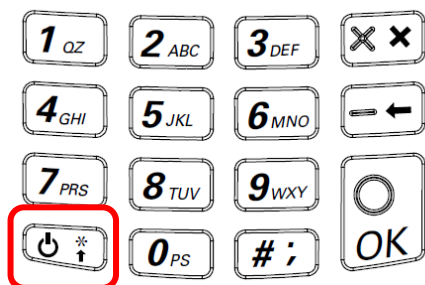 1 QZ 2 ABC 3 DEF
4 GHI 5 JKL 6 MNO
7 PRS 8 TUV 9 WXY
* 0 PS # ; OK